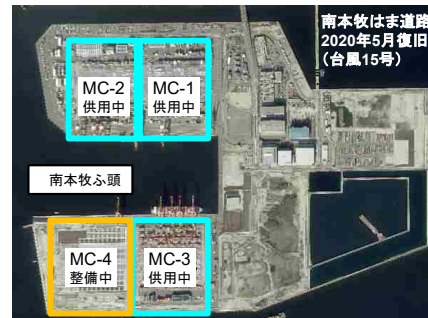 南本牧はま道路
2020年5月復旧
（台風15号）
MC-2
供用中
MC-1
供用中
南本牧ふ頭
MC-4
整備中
MC-3
供用中